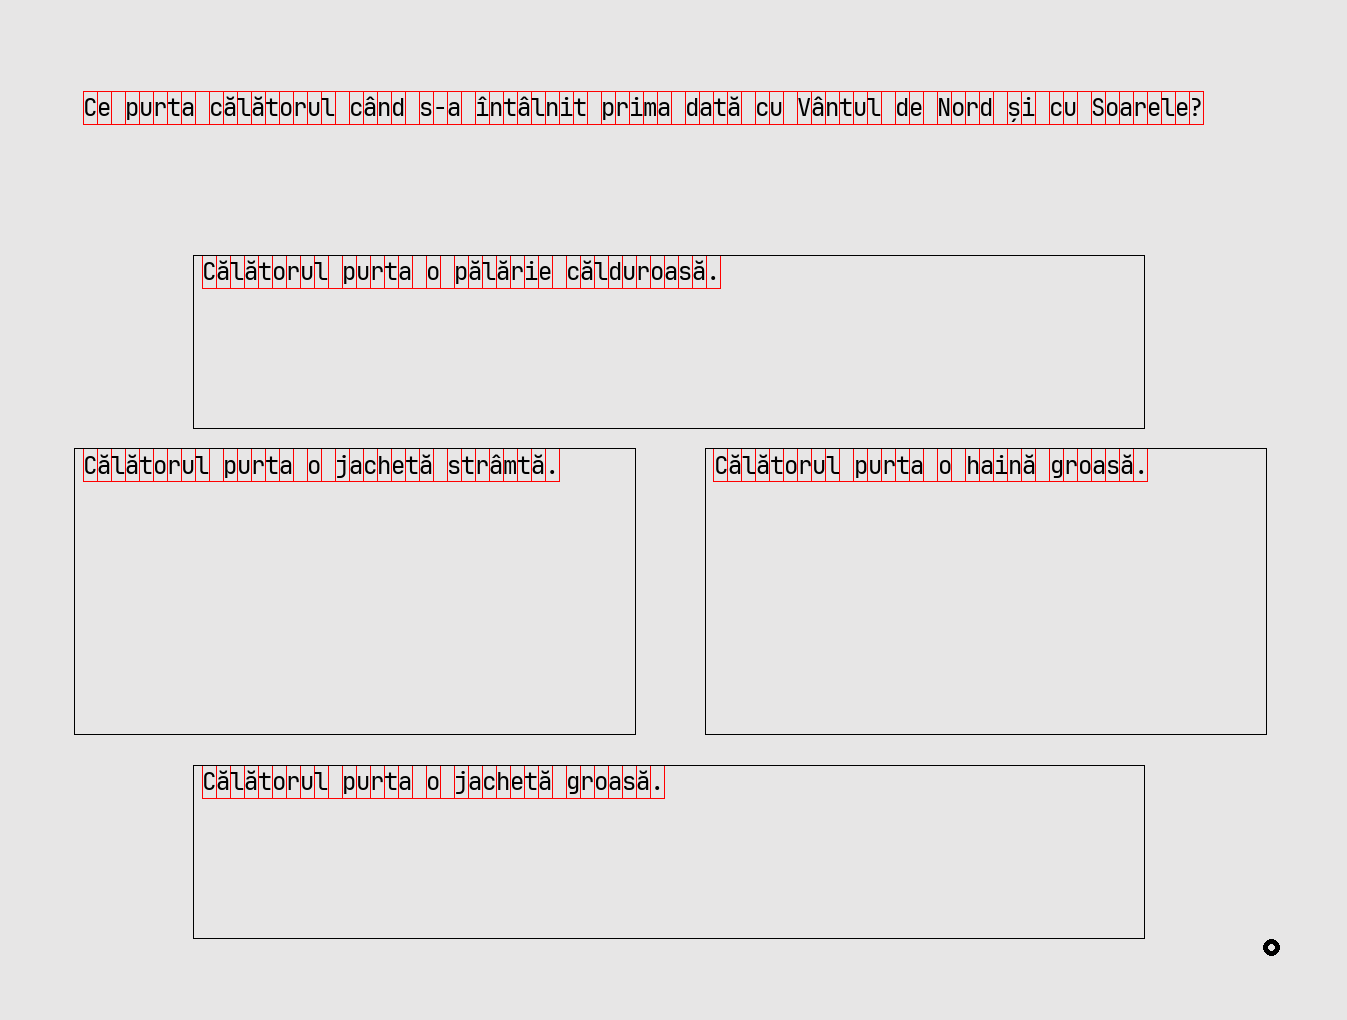 Ce purta călătorul când s-a întâlnit prima dată cu Vântul de Nord și cu Soarele?
Călătorul purta o pălărie călduroasă.
Călătorul purta o jachetă strâmtă.
Călătorul purta o haină groasă.
Călătorul purta o jachetă groasă.